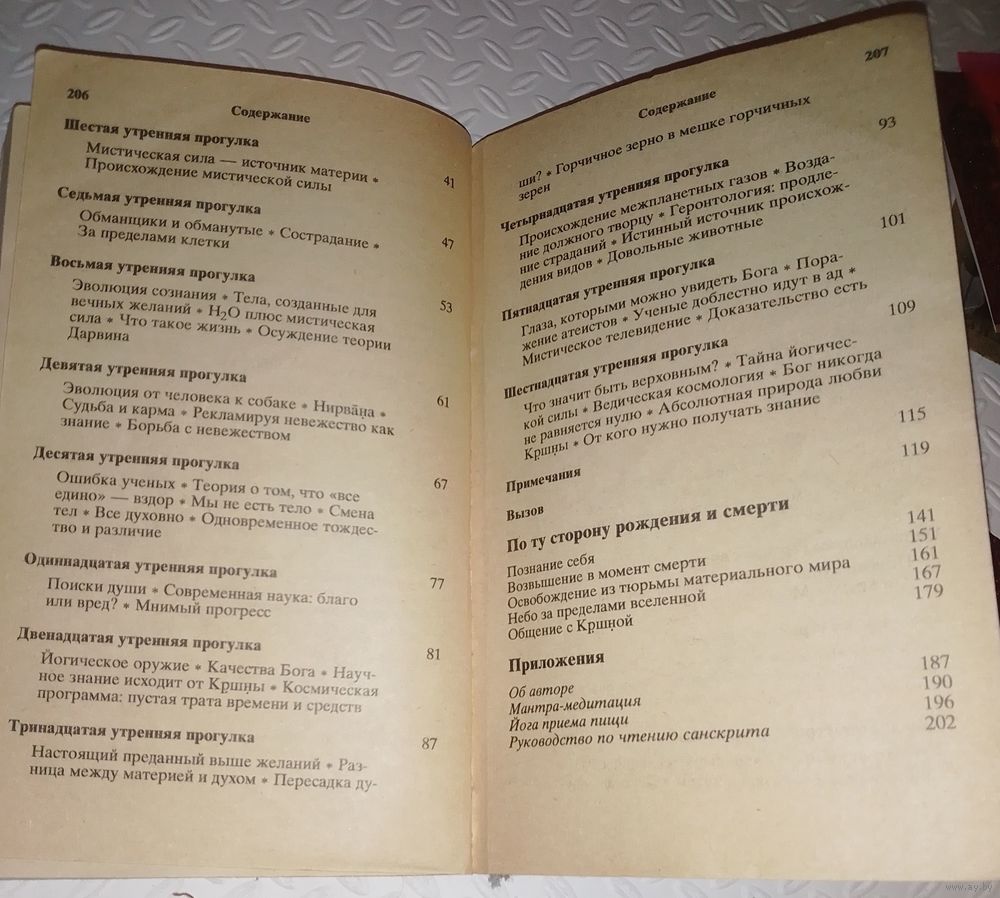 206
Содержание
Шестая утренняя прогулка
Мистическая сила — источник материи *
Происхождение мистической силы 41
Седьмая утренняя прогулка
Обманщики и обманутые * Сострадание *
За пределами клетки 47
Восьмая утренняя прогулка
Эволюция сознания * Тела, созданные для 53
вечных желаний * H₂O плюс мистическая
сила * Что такое жизнь * Осуждение теории
Дарвина
Девятая утренняя прогулка
Эволюция от человека к собаке * Нирва̄н̣а * 61
Судьба и карма * Рекламируя невежество как
знание * Борьба с невежеством
Десятая утренняя прогулка
Ошибка ученых * Теория о том, что «все 67
едино» — вздор * Мы не есть тело * Смена
тел * Все духовно * Одновременное тождес-
тво и различие
Одиннадцатая утренняя прогулка
Поиски души * Современная наука: благо 77
или вред? * Мнимый прогресс
Двенадцатая утренняя прогулка
Йогическое оружие * Качества Бога * Науч- 81
ное знание исходит от Кр̣шн̣ы * Космическая
программа: пустая трата времени и средств
Тринадцатая утренняя прогулка
Настоящий преданный выше желаний * Раз- 87
ница между материей и духом * Пересадка ду-
207
Содержание
ши? * Горчичное зерно в мешке горчичных
зерен
Четырнадцатая утренняя прогулка 93
Происхождение межпланетных газов * Возда-
ние должного творцу * Геронтология: продле-
ние страданий * Истинный источник происхож-
дения видов * Довольные животные
Пятнадцатая утренняя прогулка 101
Глаза, которыми можно увидеть Бога * Пора-
жение атеистов * Ученые доблестно идут в ад *
Мистическое телевидение * Доказательство есть
Шестнадцатая утренняя прогулка 109
Что значит быть верховным? * Тайна йогичес-
кой силы * Ведическая космология * Бог никогда
не равняется нулю * Абсолютная природа любви
Кр̣шн̣ы * От кого нужно получать знание
Примечания 115
Вызов 119
По ту сторону рождения и смерти
Познание себя 141
Возвышение в момент смерти 151
Освобождение из тюрьмы материального мира 161
Небо за пределами вселенной 167
Общение с Кр̣шн̣ой 179
Приложения
Об авторе 187
Мантра-медитация 190
Йога приема пищи 196
Руководство по чтению санскрита 202
www.ay.by